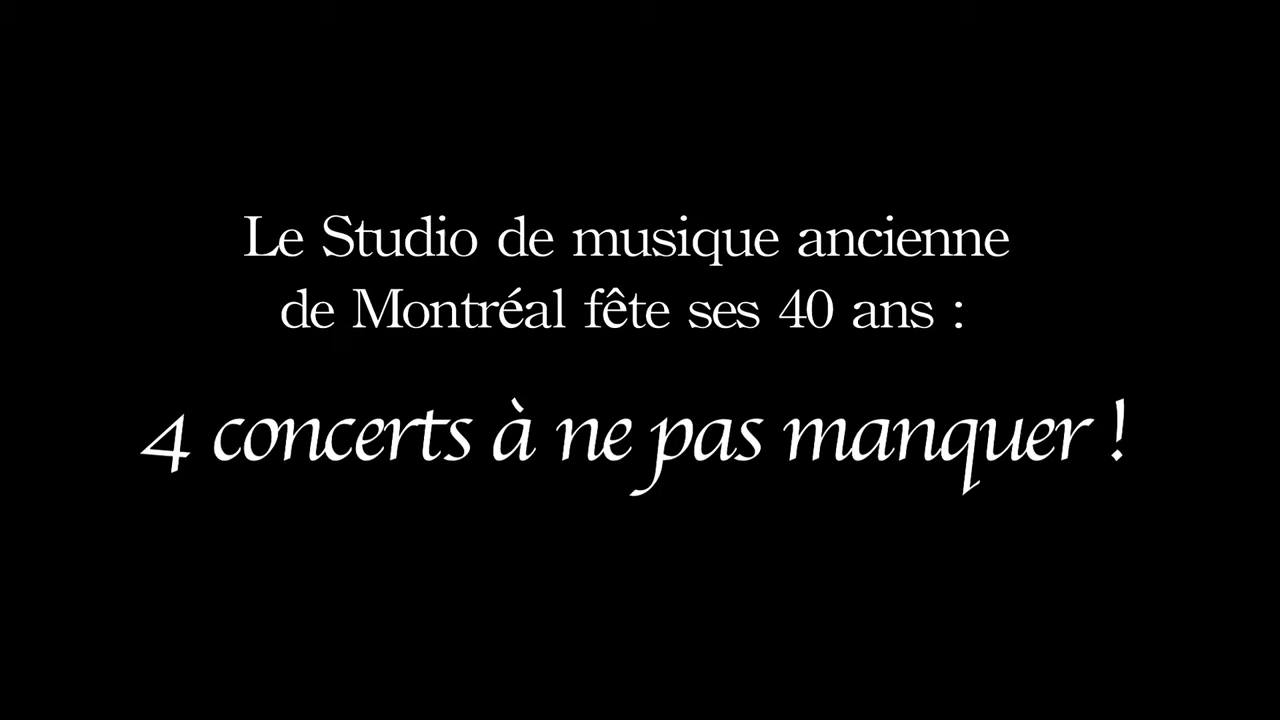 Le Studio de musique ancienne
de Montréal fête ses 40 ans :
4 concerts à ne pas manquer !